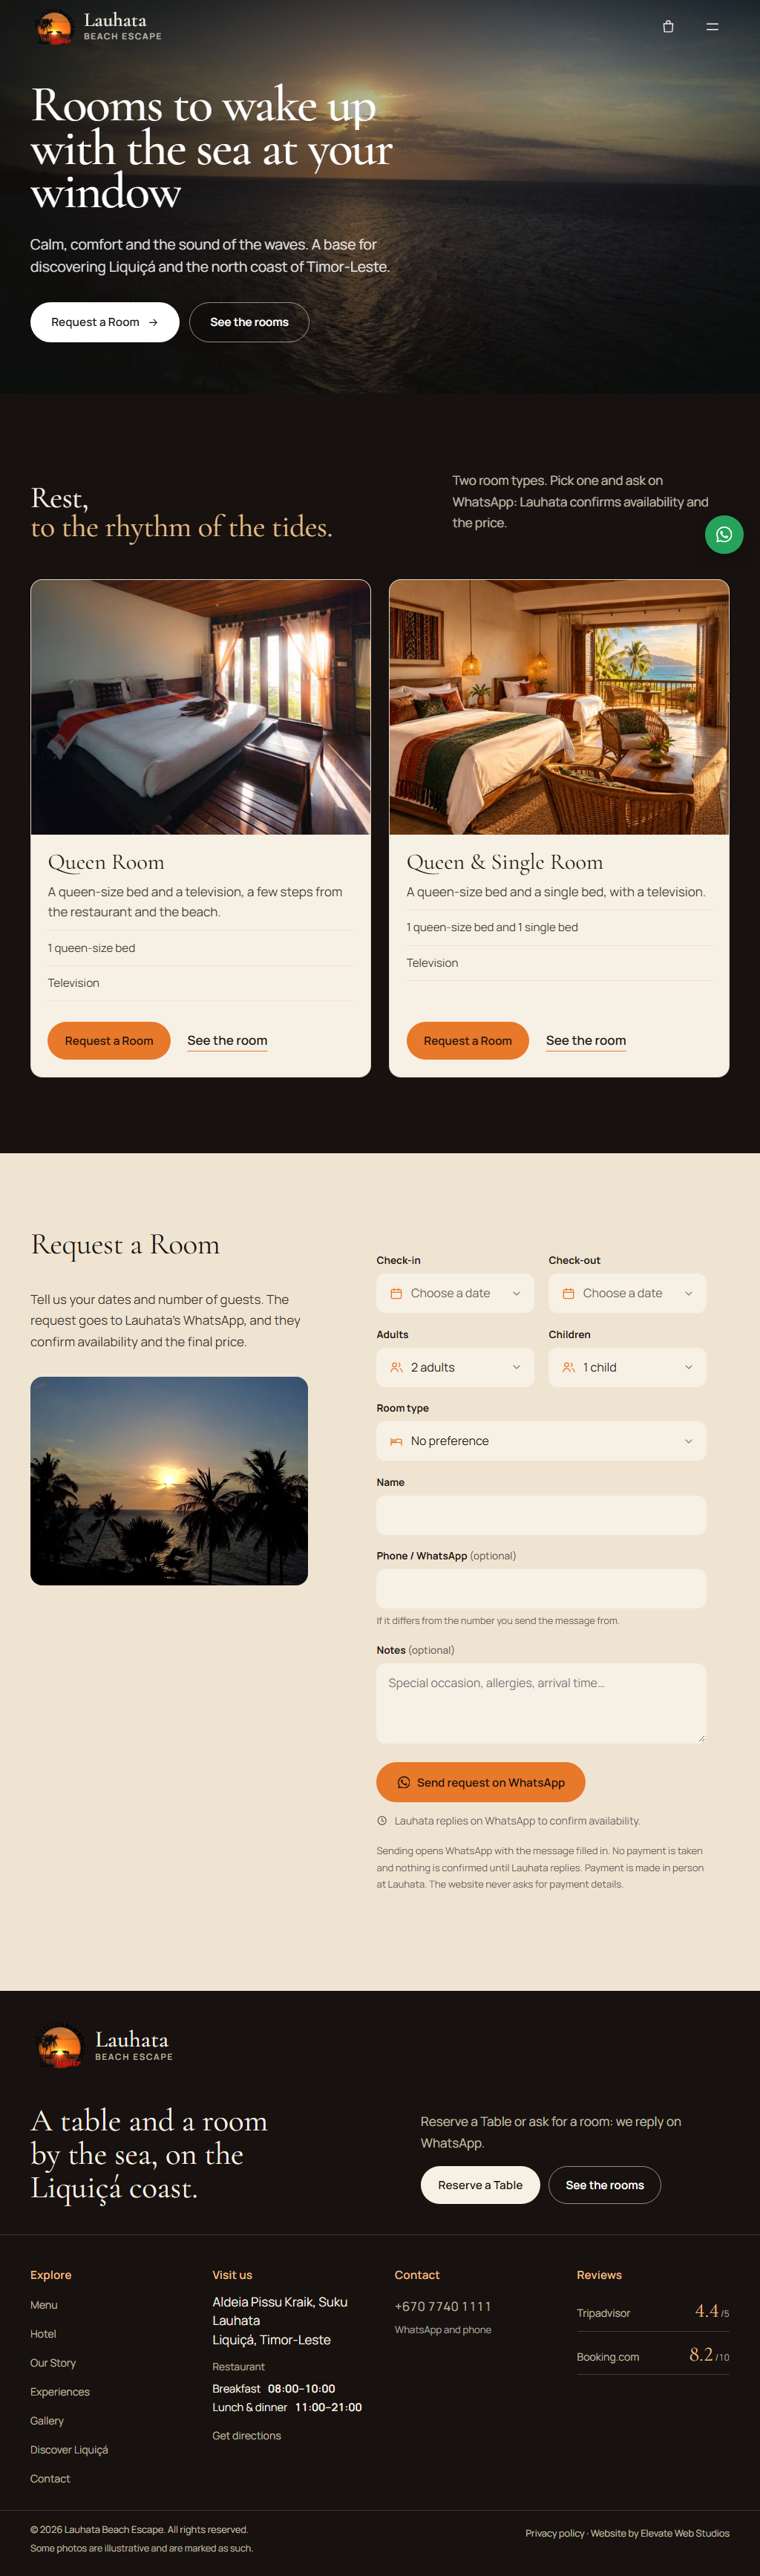 Lauhata
BEACH ESCAPE
Rooms to wake up
with the sea at your
window
Calm, comfort and the sound of the waves. A base for
discovering Liquiçá and the north coast of Timor-Leste.
Request a Room →
See the rooms
Rest,
to the rhythm of the tides.
Two room types. Pick one and ask on
WhatsApp: Lauhata confirms availability and
the price.
Queen Room
A queen-size bed and a television, a few steps from
the restaurant and the beach.
1 queen-size bed
Television
Request a Room
See the room
Queen & Single Room
A queen-size bed and a single bed, with a television.
1 queen-size bed and 1 single bed
Television
Request a Room
See the room
Request a Room
Tell us your dates and number of guests. The
request goes to Lauhata's WhatsApp, and they
confirm availability and the final price.
Check-in
Choose a date
Check-out
Choose a date
Adults
2 adults
Children
1 child
Room type
No preference
Name
Phone / WhatsApp (optional)
If it differs from the number you send the message from.
Notes (optional)
Special occasion, allergies, arrival time…
Send request on WhatsApp
Lauhata replies on WhatsApp to confirm availability.
Sending opens WhatsApp with the message filled in. No payment is taken
and nothing is confirmed until Lauhata replies. Payment is made in person
at Lauhata. The website never asks for payment details.
Lauhata
BEACH ESCAPE
A table and a room
by the sea, on the
Liquiçá coast.
Reserve a Table or ask for a room: we reply on
WhatsApp.
Reserve a Table
See the rooms
Explore
Menu
Hotel
Our Story
Experiences
Gallery
Discover Liquiçá
Contact
Visit us
Aldeia Pissu Kraik, Suku
Lauhata
Liquiçá, Timor-Leste
Restaurant
Breakfast 08:00–10:00
Lunch & dinner 11:00–21:00
Get directions
Contact
+670 7740 1111
WhatsApp and phone
Reviews
Tripadvisor 4.4 /5
Booking.com 8.2 /10
© 2026 Lauhata Beach Escape. All rights reserved.
Some photos are illustrative and are marked as such.
Privacy policy · Website by Elevate Web Studios